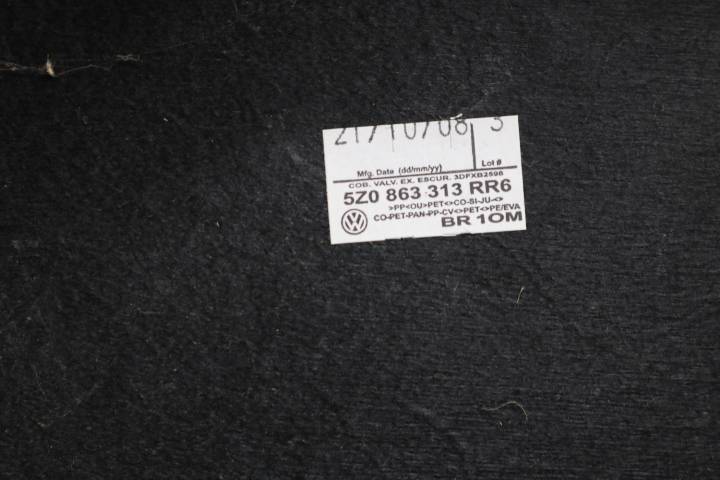 21/10/08 3
Mfg. Date (dd/mm/yy) Lot #
COB. VALV. EX. ESCUR. 3DFXB2598
5Z0 863 313 RR6
>PP<OU>PET<>CO-SI-JU-<>
CO-PET-PAN-PP-CV<>PET<>PE/EVA
BR 10M